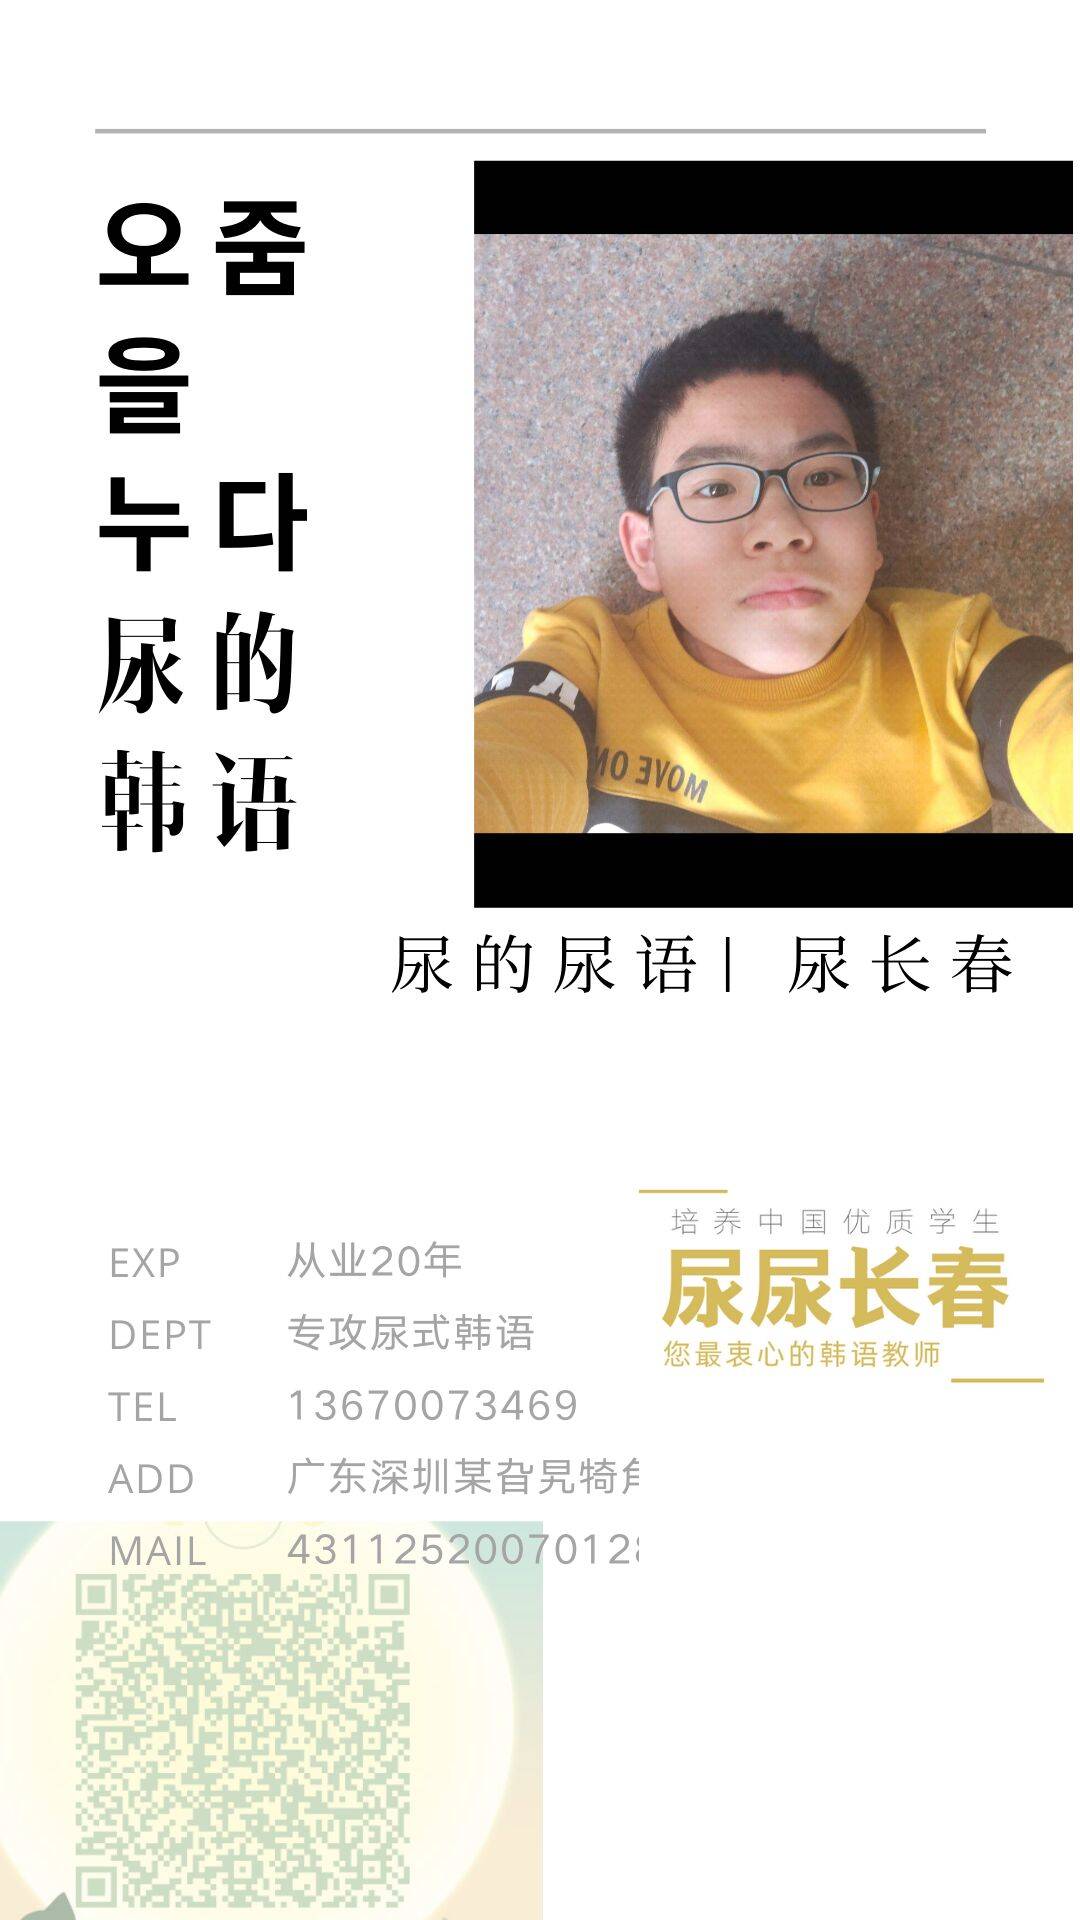 오줌
을
누다
尿的
韩语
MOVE ON
尿的尿语| 尿长春
培养中国优质学生
尿尿长春
您最衷心的韩语教师
EXP 从业20年
DEPT 专攻尿式韩语
TEL 13670073469
ADD 广东深圳某旮旯犄角
MAIL 4311252007012